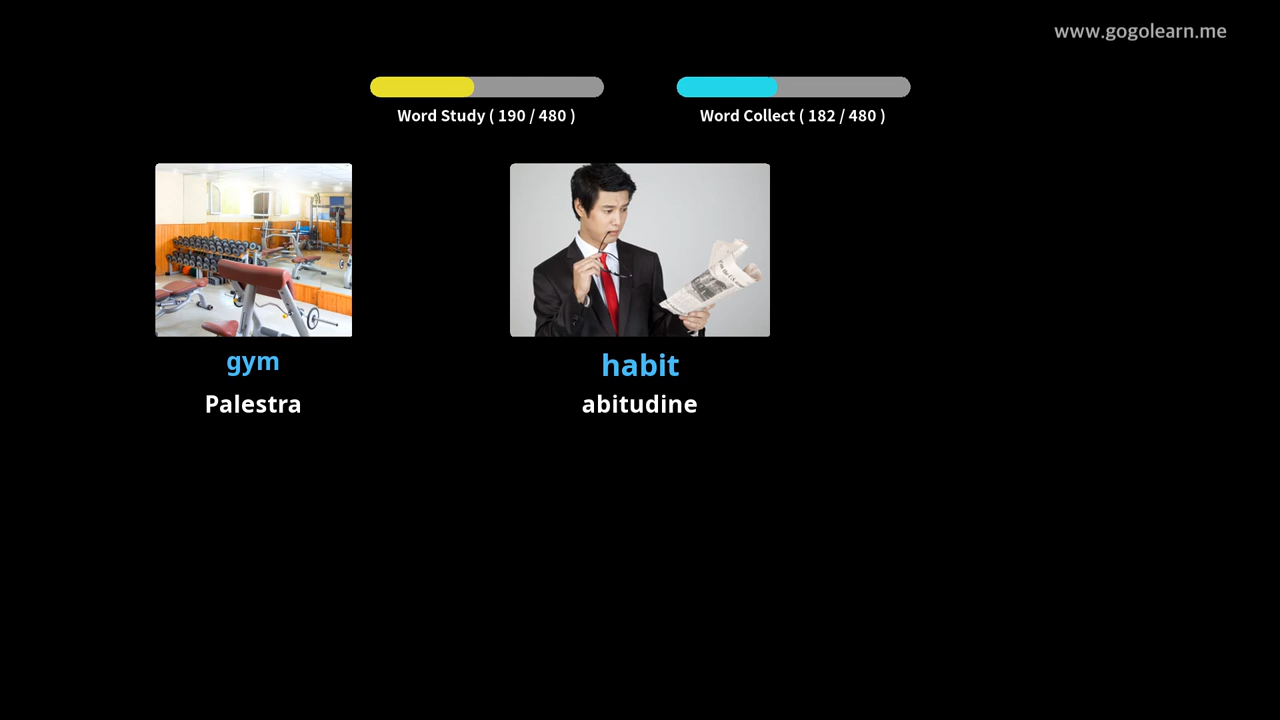 www.gogolearn.me
Word Study ( 190 / 480 )
Word Collect ( 182 / 480 )
gym
Palestra
habit
abitudine